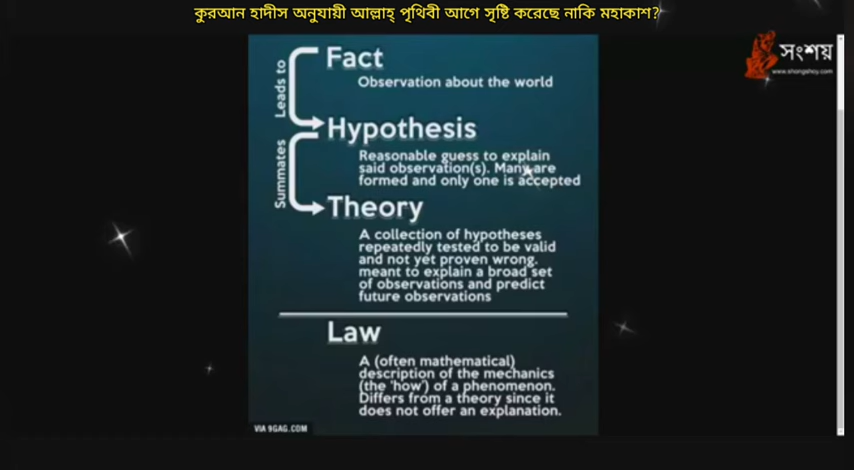 কুরআন হাদীস অনুযায়ী আল্লাহ্ পৃথিবী আগে সৃষ্টি করেছে নাকি মহাকাশ?
সংশয়
www.shongshoy.com
Leads to
Fact
Observation about the world
Hypothesis
Summates
Reasonable guess to explain
said observation(s). Many are
formed and only one is accepted
Theory
A collection of hypotheses
repeatedly tested to be valid
and not yet proven wrong.
meant to explain a broad set
of observations and predict
future observations
Law
A (often mathematical)
description of the mechanics
(the 'how') of a phenomenon.
Differs from a theory since it
does not offer an explanation.
VIA 9GAG.COM